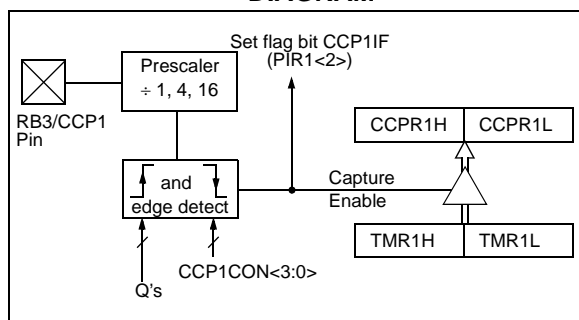 DIAGRAM
Set flag bit CCP1IF
(PIR1<2>)
Prescaler
÷ 1, 4, 16
RB3/CCP1
Pin
CCPR1H CCPR1L
and
edge detect
Capture
Enable
TMR1H TMR1L
CCP1CON<3:0>
Q's